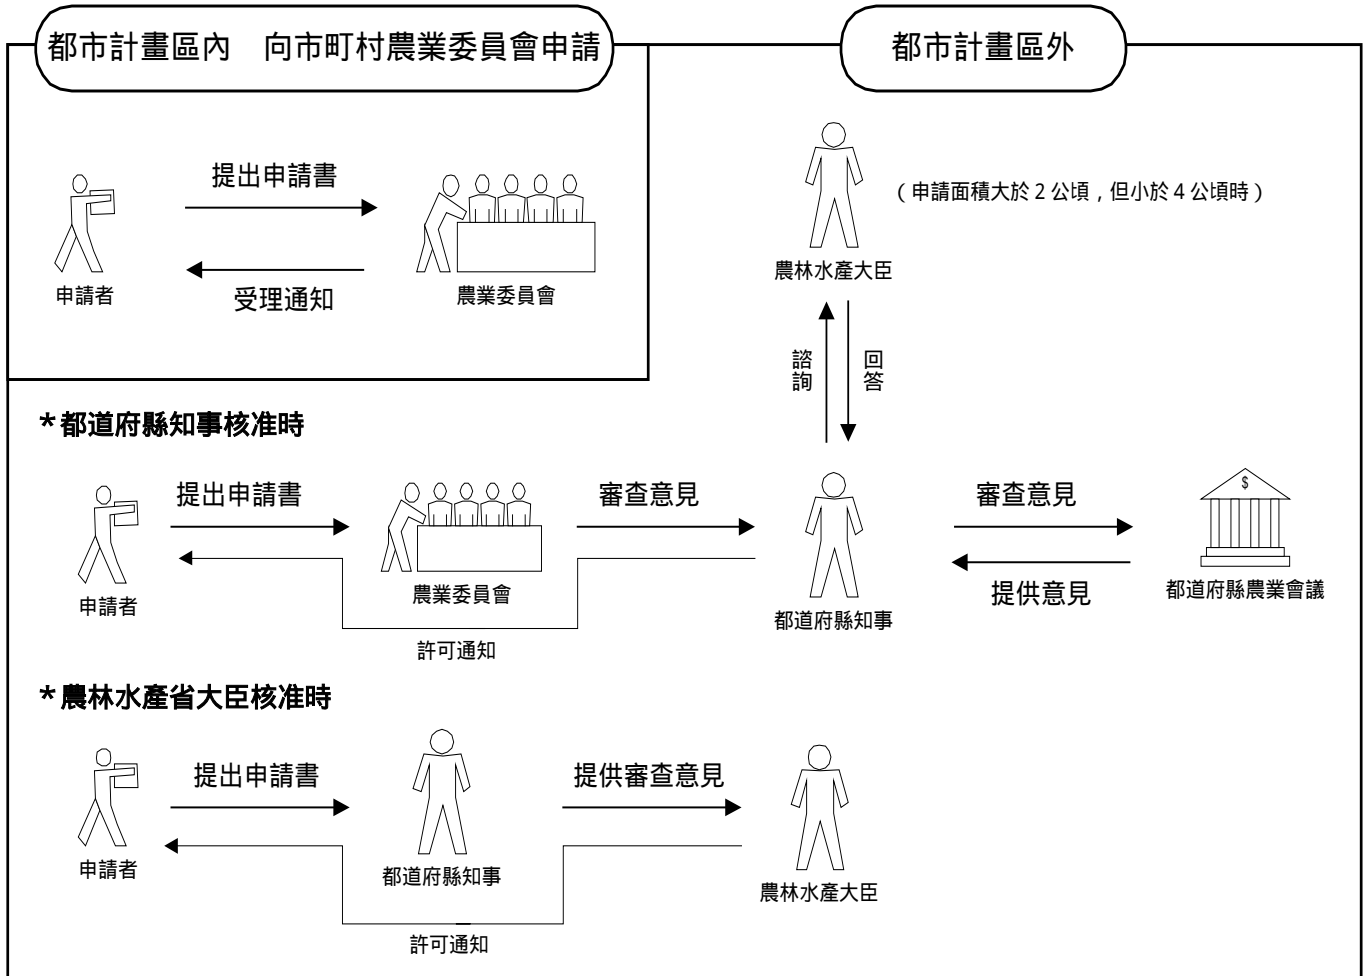 都市計畫區內　向市町村農業委員會申請
都市計畫區外
提出申請書
申請者
受理通知
農業委員會
（申請面積大於2公頃，但小於4公頃時）
農林水產大臣
諮詢
回答
*都道府縣知事核准時
提出申請書
審查意見
審查意見
$
申請者
農業委員會
都道府縣知事
提供意見
都道府縣農業會議
許可通知
*農林水產省大臣核准時
提出申請書
提供審查意見
申請者
都道府縣知事
農林水產大臣
許可通知